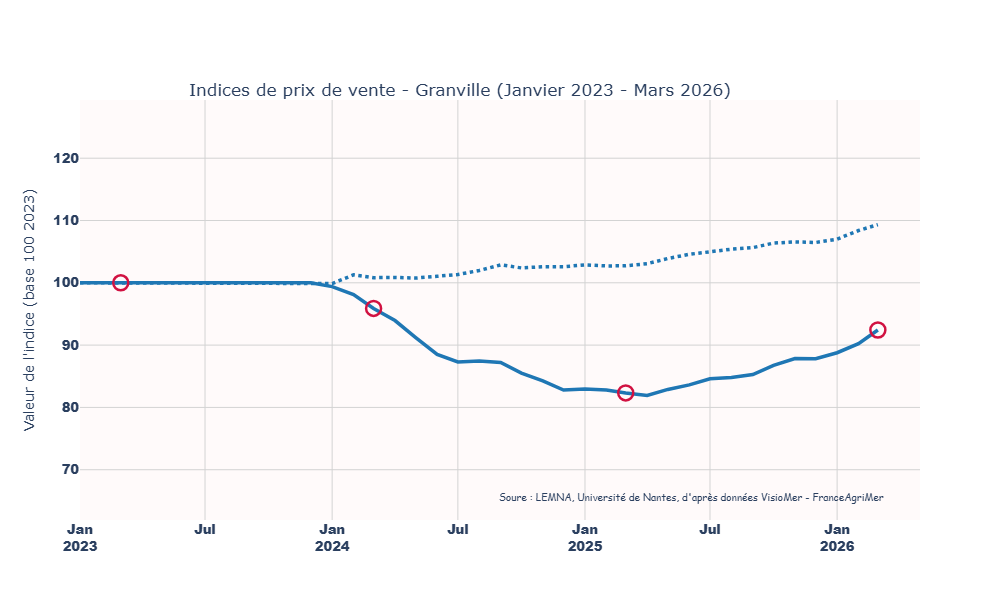 Indices de prix de vente - Granville (Janvier 2023 - Mars 2026)
Valeur de l'indice (base 100 2023)
120
110
100
90
80
70
Soure : LEMNA, Université de Nantes, d'après données VisioMer - FranceAgriMer
Jan Jul Jan Jul Jan Jul Jan
2023 2024 2025 2026